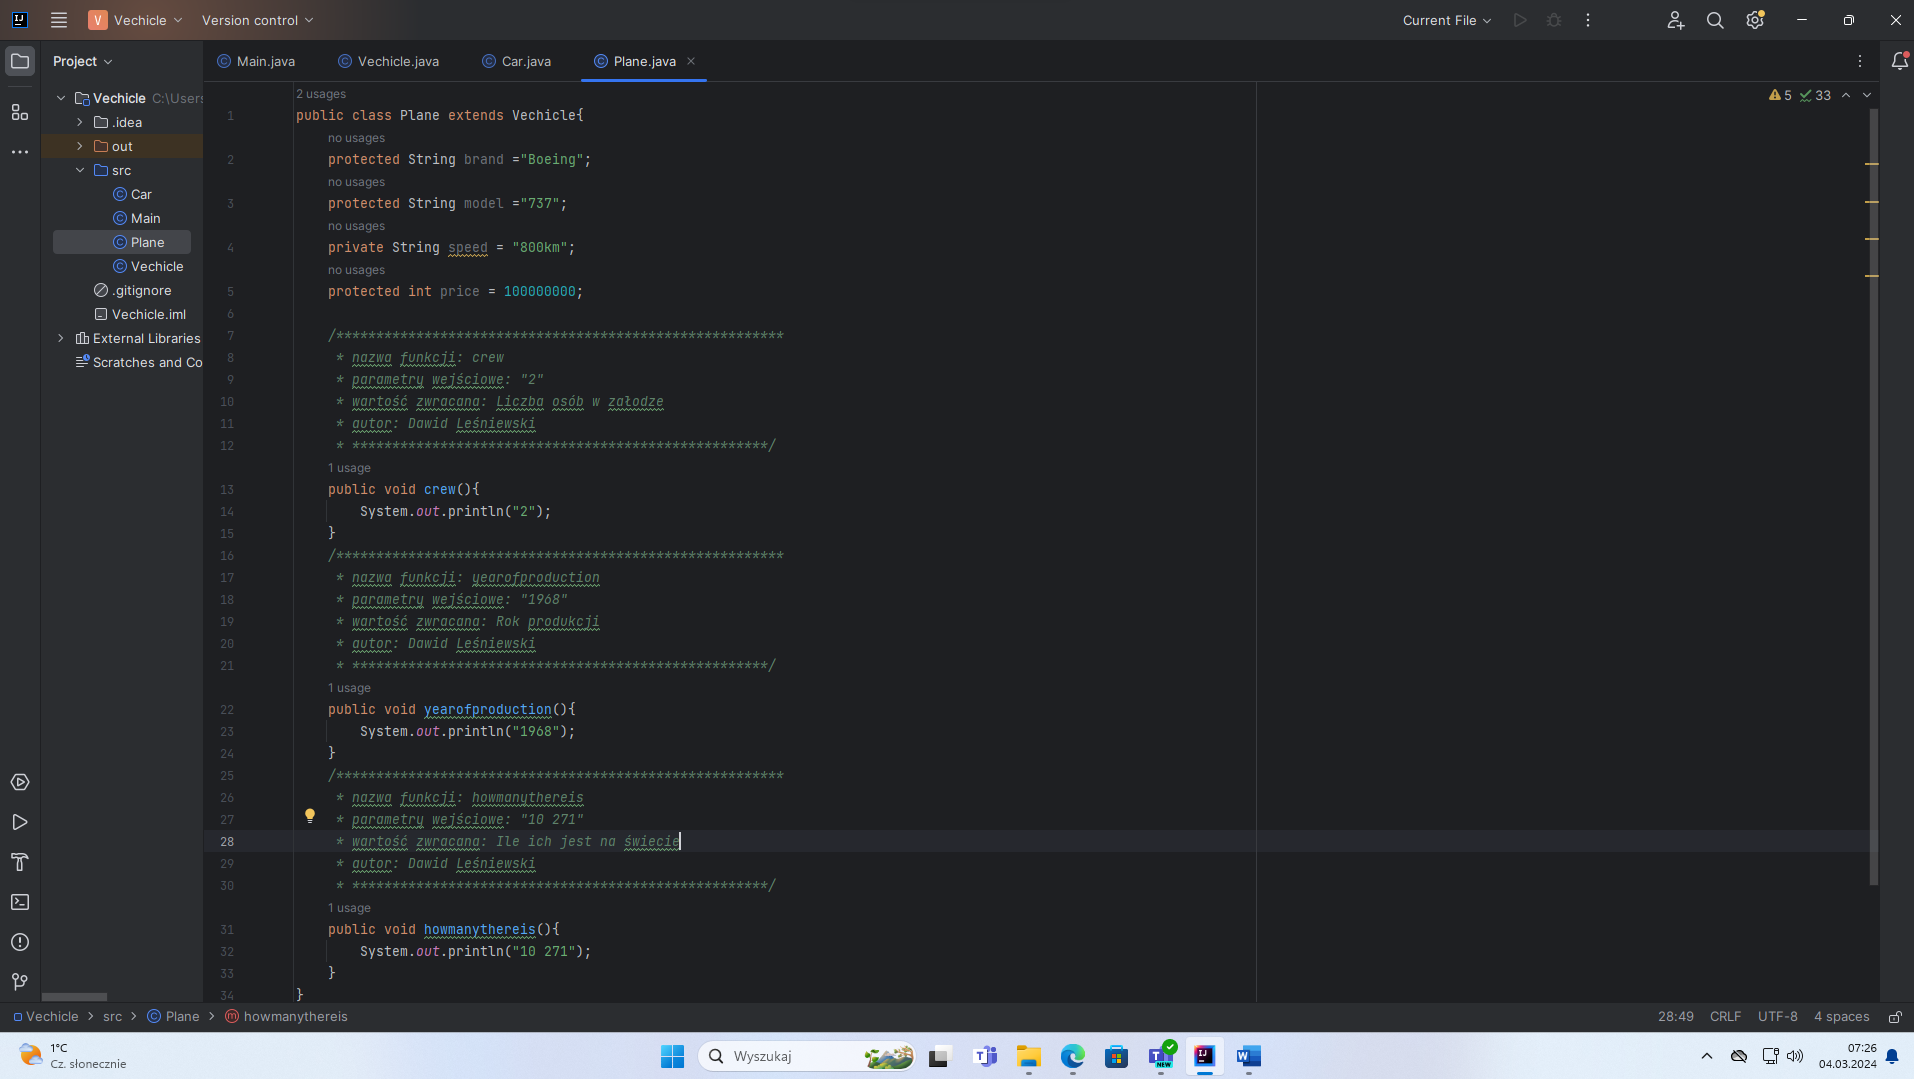 V Vechicle Version control Current File
Project Main.java Vechicle.java Car.java Plane.java
Vechicle C:\Users
.idea
out
src
Car
Main
Plane
Vechicle
.gitignore
Vechicle.iml
External Libraries
Scratches and Co
5 33
2 usages
1 public class Plane extends Vechicle{
no usages
2 protected String brand ="Boeing";
no usages
3 protected String model ="737";
no usages
4 private String speed = "800km";
no usages
5 protected int price = 100000000;
6
7 /********************************************************
8 * nazwa funkcji: crew
9 * parametry wejściowe: "2"
10 * wartość zwracana: Liczba osób w załodze
11 * autor: Dawid Leśniewski
12 * ****************************************************/
1 usage
13 public void crew(){
14 System.out.println("2");
15 }
16 /********************************************************
17 * nazwa funkcji: yearofproduction
18 * parametry wejściowe: "1968"
19 * wartość zwracana: Rok produkcji
20 * autor: Dawid Leśniewski
21 * ****************************************************/
1 usage
22 public void yearofproduction(){
23 System.out.println("1968");
24 }
25 /********************************************************
26 * nazwa funkcji: howmanythereis
27 * parametry wejściowe: "10 271"
28 * wartość zwracana: Ile ich jest na świecie
29 * autor: Dawid Leśniewski
30 * ****************************************************/
1 usage
31 public void howmanythereis(){
32 System.out.println("10 271");
33 }
34 }
Vechicle > src > Plane > howmanythereis 28:49 CRLF UTF-8 4 spaces
1°C
Cz. słonecznie
Wyszukaj
07:26
04.03.2024